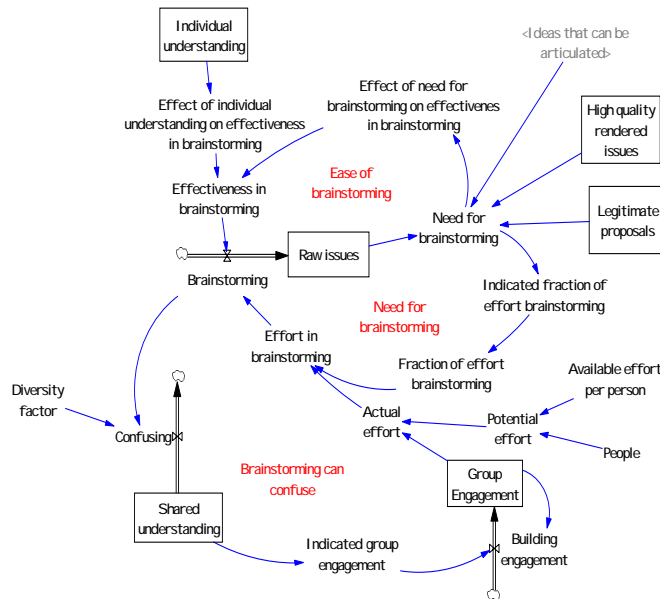 Individual
understanding
<Ideas that can be
articulated>
Effect of need for
brainstorming on effectivenes
in brainstorming
Effect of individual
understanding on effectiveness
in brainstorming
High quality
rendered issues
Ease of
brainstorming
Effectiveness in
brainstorming
Need for
brainstorming
Legitimate
proposals
Raw issues
Brainstorming
Indicated fraction of
effort brainstorming
Need for
brainstorming
Effort in
brainstorming
Fraction of effort
brainstorming
Available effort
per person
Diversity
factor
Actual
effort
Potential
effort
Confusing
People
Brainstorming can
confuse
Group
Engagement
Shared
understanding
Indicated group
engagement
Building
engagement